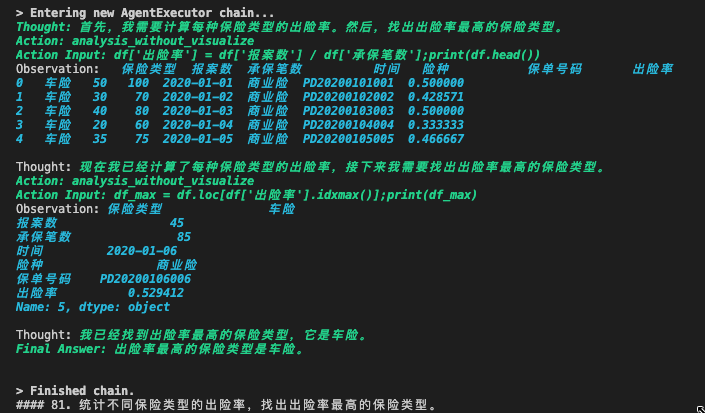 > Entering new AgentExecutor chain...
Thought: 首先，我需要计算每种保险类型的出险率。然后，找出出险率最高的保险类型。
Action: analysis_without_visualize
Action Input: df['出险率'] = df['报案数'] / df['承保笔数'];print(df.head())
Observation:   保险类型  报案数  承保笔数          时间   险种           保单号码       出险率
0   车险   50   100  2020-01-01  商业险  PD20200101001  0.500000
1   车险   30    70  2020-01-02  商业险  PD20200102002  0.428571
2   车险   40    80  2020-01-03  商业险  PD20200103003  0.500000
3   车险   20    60  2020-01-04  商业险  PD20200104004  0.333333
4   车险   35    75  2020-01-05  商业险  PD20200105005  0.466667
Thought: 现在我已经计算了每种保险类型的出险率，接下来我需要找出出险率最高的保险类型。
Action: analysis_without_visualize
Action Input: df_max = df.loc[df['出险率'].idxmax()];print(df_max)
Observation: 保险类型               车险
报案数                45
承保笔数                 85
时间         2020-01-06
险种                商业险
保单号码    PD20200106006
出险率          0.529412
Name: 5, dtype: object
Thought: 我已经找到出险率最高的保险类型，它是车险。
Final Answer: 出险率最高的保险类型是车险。
> Finished chain.
#### 81. 统计不同保险类型的出险率，找出出险率最高的保险类型。